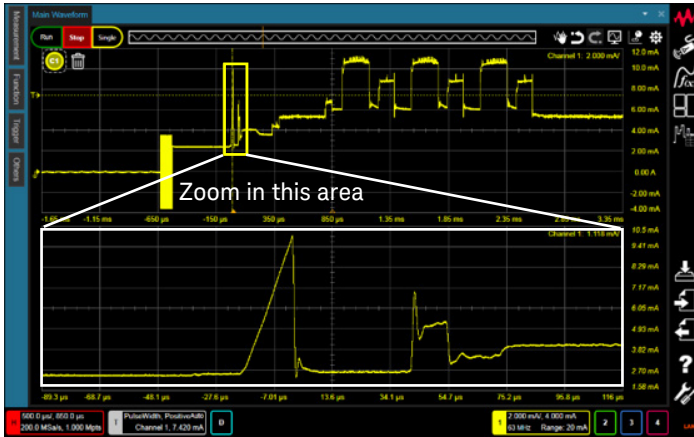 Main Waveform
Measurement
Function
Trigger
Others
Run
Stop
Single
C1
Channel 1: 2.000 mA/
12.0 mA
10.0 mA
8.00 mA
6.00 mA
4.00 mA
2.00 mA
0.00 A
-2.00 mA
-4.00 mA
T
Zoom in this area
-1.65 ms -1.15 ms -650 µs -150 µs 350 µs 850 µs 1.35 ms 1.85 ms 2.35 ms 3.35 ms
Channel 1: 1.118 mA/
10.5 mA
9.41 mA
8.29 mA
7.17 mA
6.05 mA
4.93 mA
3.82 mA
2.70 mA
1.58 mA
-89.3 µs -68.7 µs -48.1 µs -27.6 µs -7.01 µs 13.6 µs 34.1 µs 54.7 µs 75.2 µs 95.8 µs 116 µs
H
500.0 µs/, 850.0 µs
200.0 MSa/s, 1.000 Mpts
T
PulseWidth, PositiveAuto
Channel 1, 7.420 mA
D
1
2.000 mA/, 4.000 mA
63 MHz Range: 20 mA
2
3
4
LAN
f(x)
?